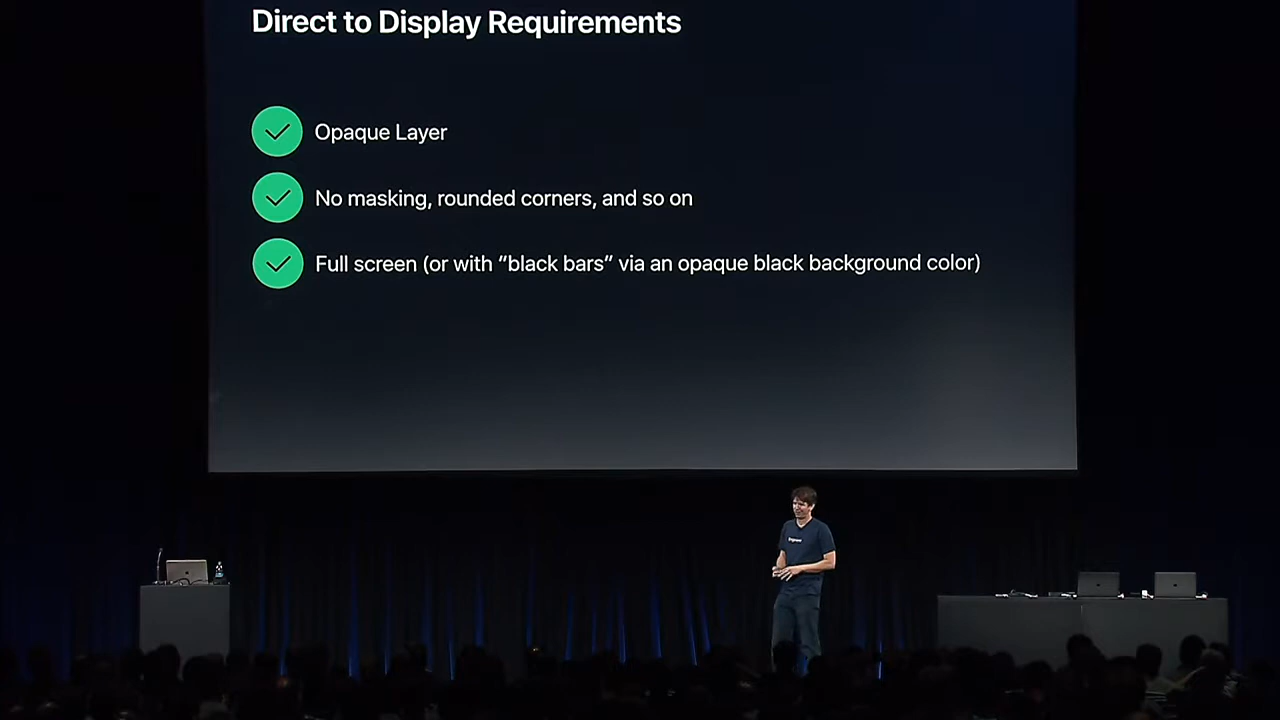 Direct to Display Requirements
Opaque Layer
No masking, rounded corners, and so on
Full screen (or with “black bars” via an opaque black background color)